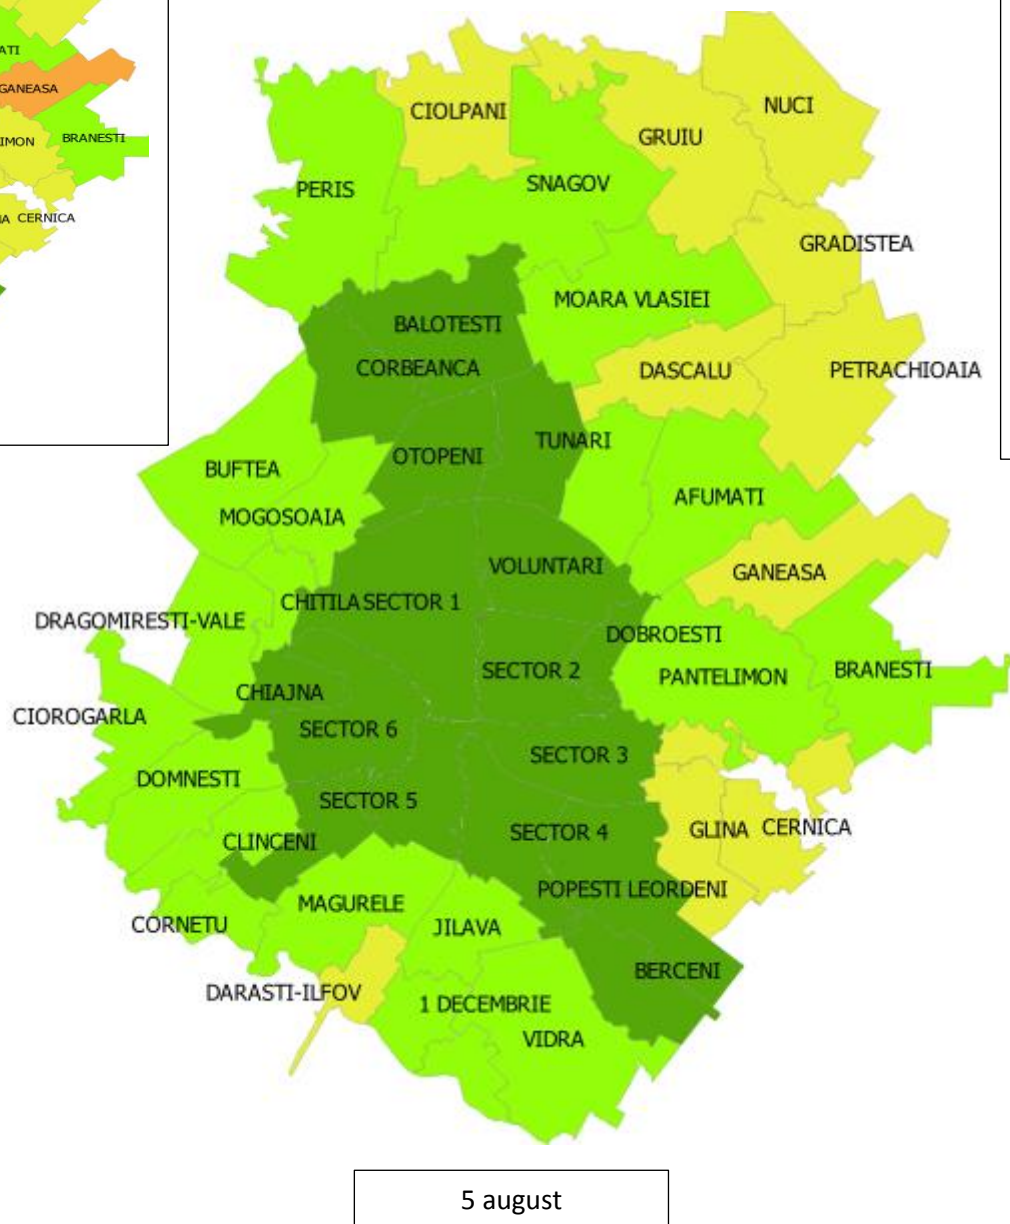 ATI
GANEASA
IMON
BRANESTI
CERNICA
CIOLPANI
NUCI
GRUIU
PERIS
SNAGOV
GRADISTEA
MOARA VLASIEI
BALOTESTI
CORBEANCA
DASCALU
PETRACHIOAIA
TUNARI
OTOPENI
BUFTEA
AFUMATI
MOGOSOAIA
VOLUNTARI
GANEASA
CHITILA SECTOR 1
DRAGOMIRESTI-VALE
DOBROESTI
SECTOR 2
PANTELIMON
BRANESTI
CHIAJNA
CIOROGARLA
SECTOR 6
SECTOR 3
DOMNESTI
SECTOR 5
SECTOR 4
GLINA
CERNICA
CLINCENI
POPESTI LEORDENI
MAGURELE
CORNETU
JILAVA
BERCENI
DARASTI-ILFOV
1 DECEMBRIE
VIDRA
5 august